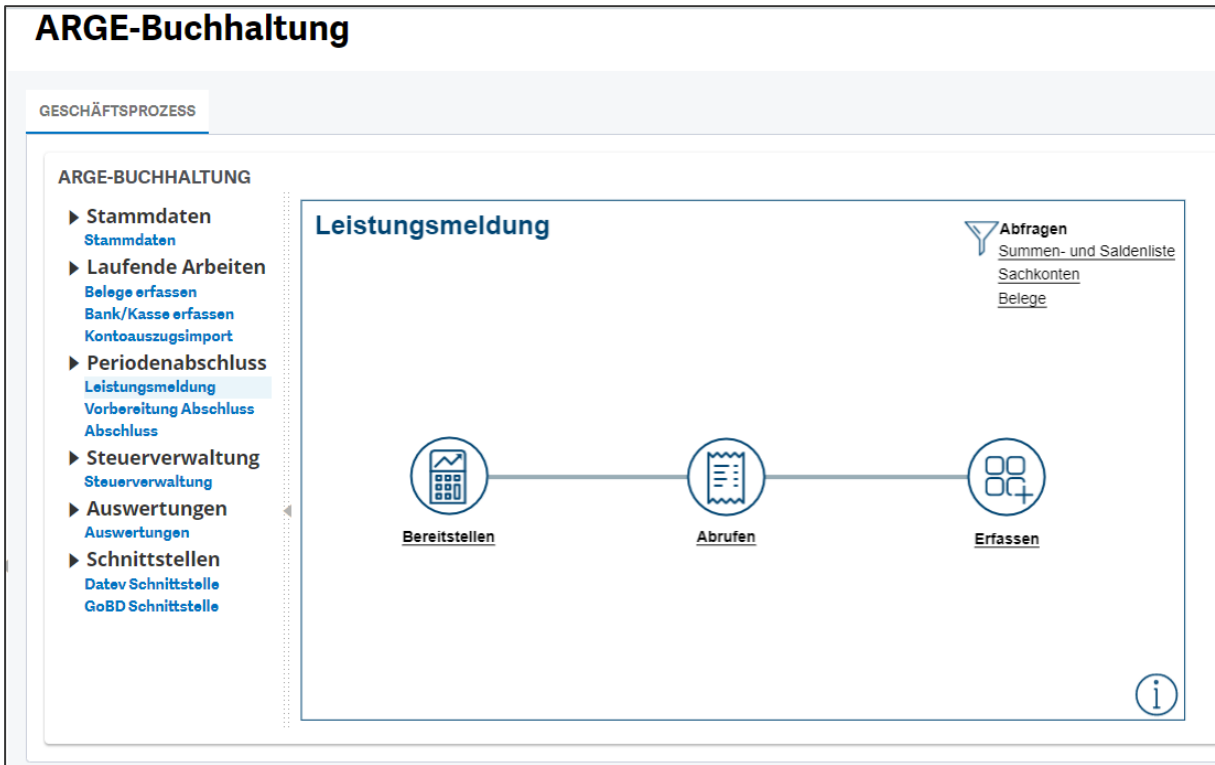 ARGE-Buchhaltung
GESCHÄFTSPROZESS
ARGE-BUCHHALTUNG
Stammdaten
Stammdaten
Laufende Arbeiten
Belege erfassen
Bank/Kasse erfassen
Kontoauszugsimport
Periodenabschluss
Leistungsmeldung
Vorbereitung Abschluss
Abschluss
Steuerverwaltung
Steuerverwaltung
Auswertungen
Auswertungen
Schnittstellen
Datev Schnittstelle
GoBD Schnittstelle
Leistungsmeldung
Abfragen
Summen- und Saldenliste
Sachkonten
Belege
Bereitstellen
Abrufen
Erfassen
i